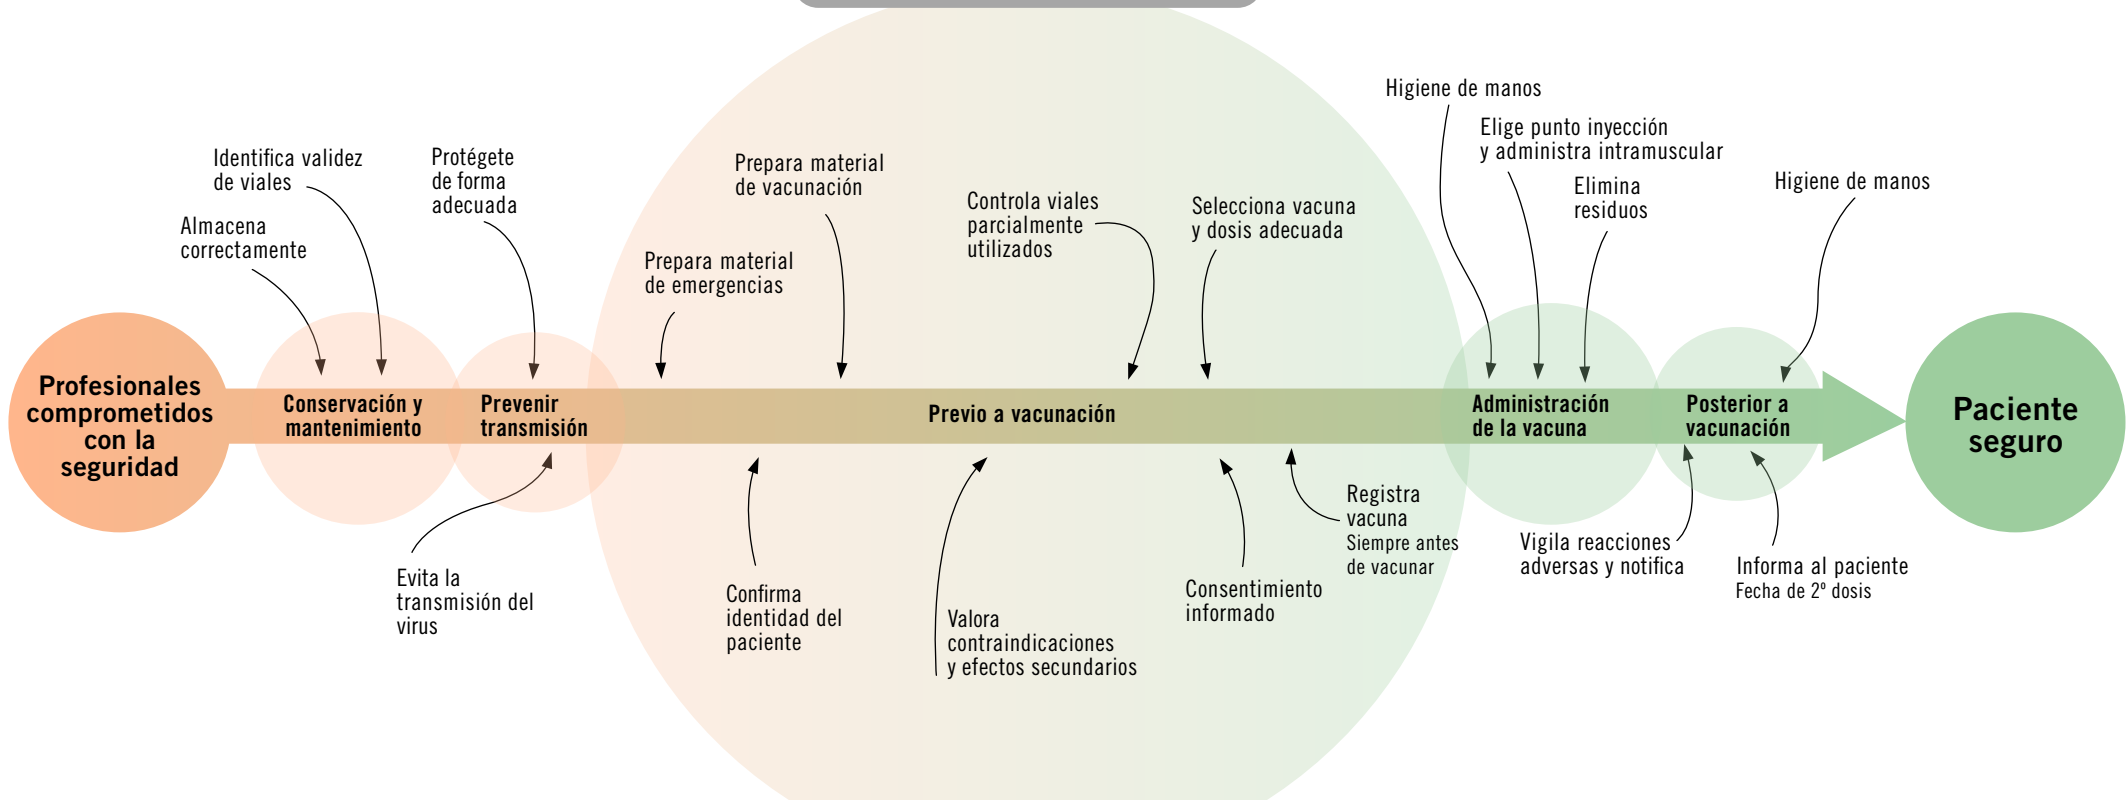 Higiene de manos
Elige punto inyección
y administra intramuscular
Identifica validez
de viales
Protégete
de forma
adecuada
Prepara material
de vacunación
Elimina
residuos
Higiene de manos
Almacena
correctamente
Controla viales
parcialmente
utilizados
Selecciona vacuna
y dosis adecuada
Prepara material
de emergencias
Profesionales
comprometidos
con la
seguridad
Conservación y
mantenimiento
Prevenir
transmisión
Previo a vacunación
Administración
de la vacuna
Posterior a
vacunación
Paciente
seguro
Evita la
transmisión del
virus
Confirma
identidad del
paciente
Valora
contraindicaciones
y efectos secundarios
Consentimiento
informado
Registra
vacuna
Siempre antes
de vacunar
Vigila reacciones
adversas y notifica
Informa al paciente
Fecha de 2º dosis